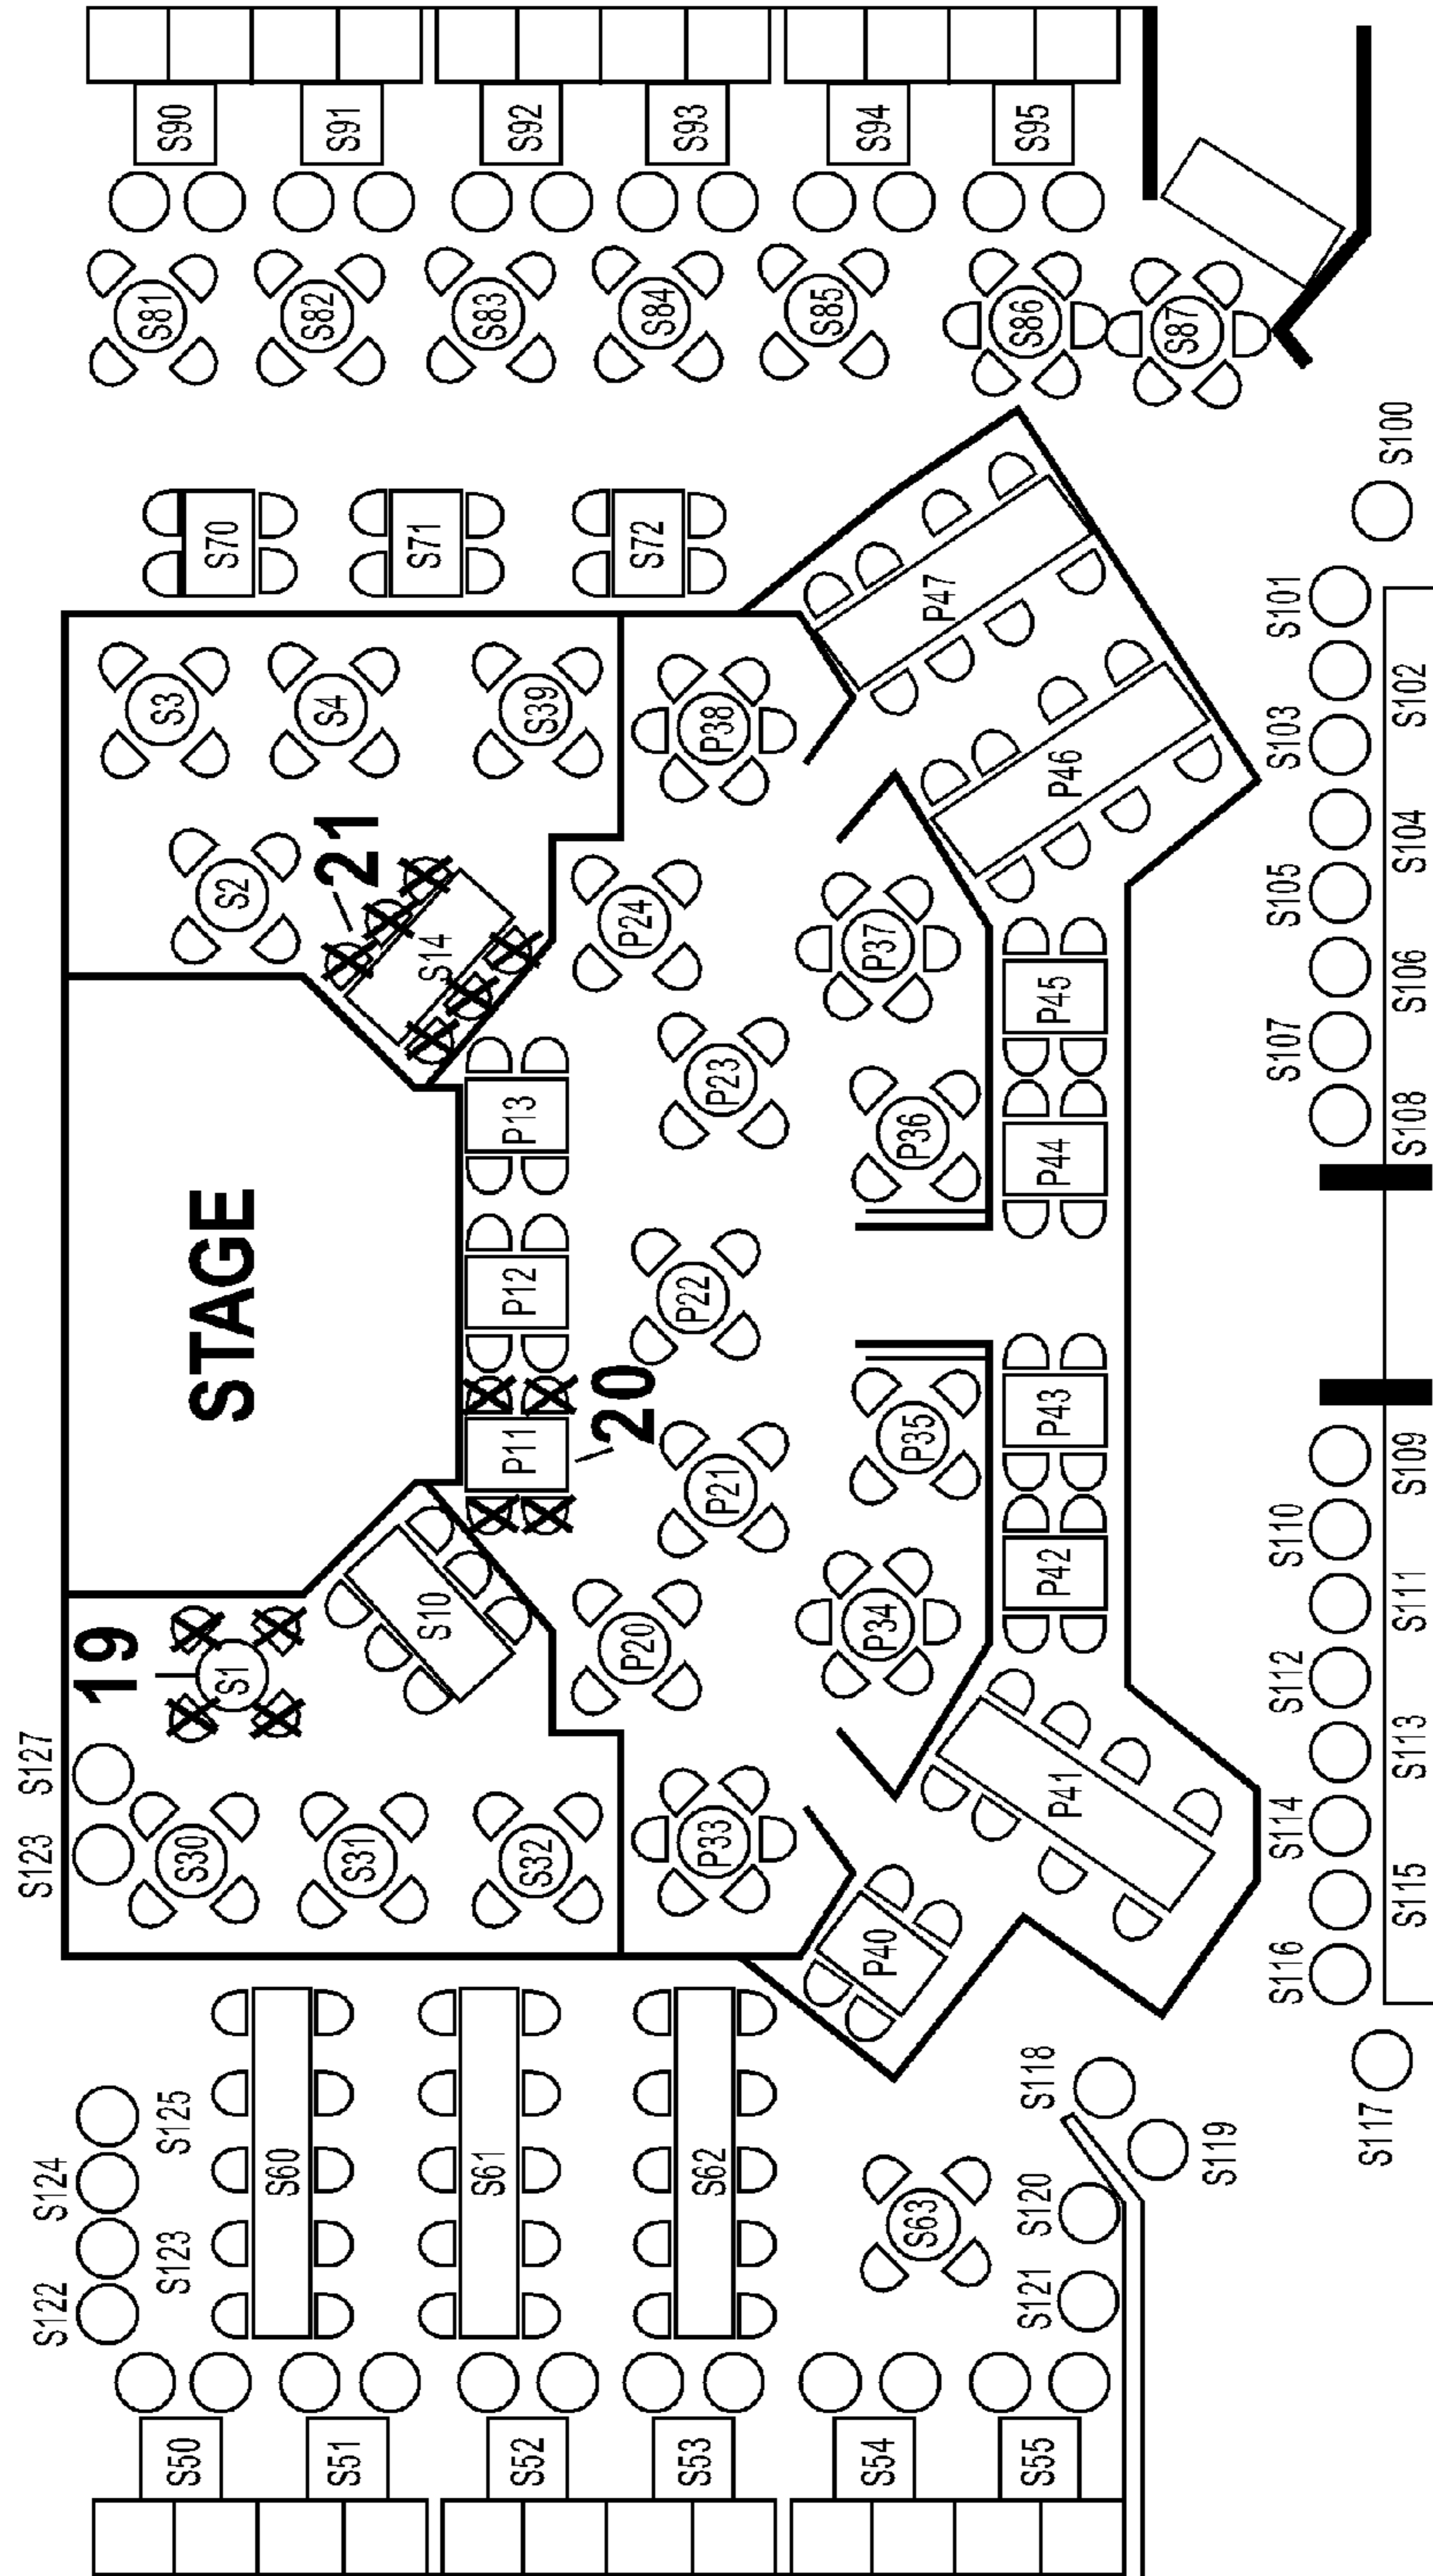 S122
S124
S123
S125
S123
S127
19
STAGE
21
S50
S51
S52
S53
S54
S55
S60
S61
S62
S63
S121
S120
S118
S119
S117
S30
S31
S32
S1
S10
S14
S2
S3
S4
S39
20
P11
P12
P13
P20
P21
P22
P23
P24
P33
P34
P35
P36
P37
P38
P40
P41
P42
P43
P44
P45
P46
P47
S70
S71
S72
S81
S82
S83
S84
S85
S86
S87
S90
S91
S92
S93
S94
S95
S116
S115
S114
S113
S112
S111
S110
S109
S108
S107
S106
S105
S104
S103
S102
S101
S100